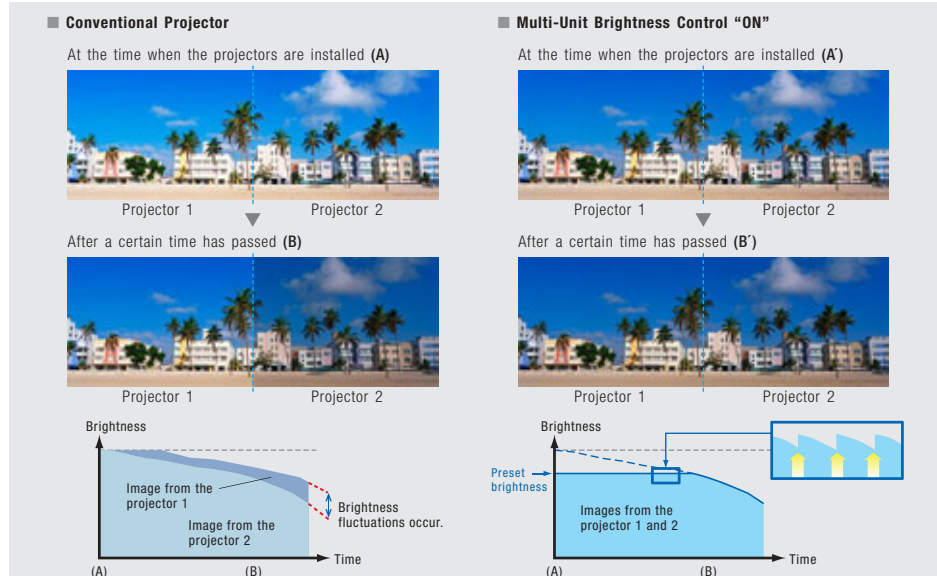 ■ Conventional Projector
At the time when the projectors are installed (A)
Projector 1
Projector 2
After a certain time has passed (B)
Projector 1
Projector 2
Brightness
Image from the
projector 1
Image from the
projector 2
Brightness
fluctuations occur.
Time
(A)
(B)
■ Multi-Unit Brightness Control “ON”
At the time when the projectors are installed (A´)
Projector 1
Projector 2
After a certain time has passed (B´)
Projector 1
Projector 2
Brightness
Preset
brightness
Images from the
projector 1 and 2
Time
(A)
(B)